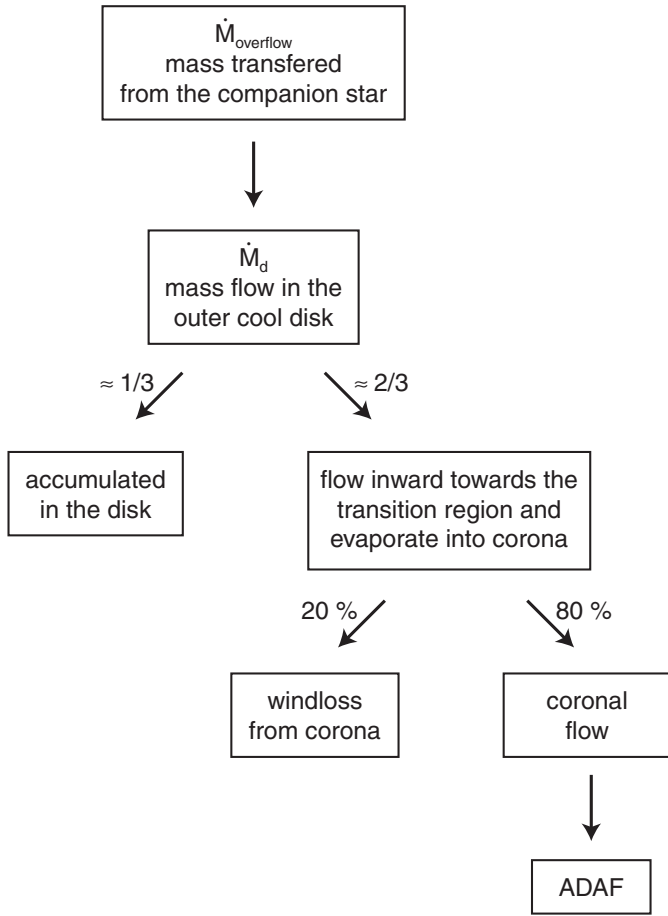 Ṁoverflow
mass transfered
from the companion star
Ṁd
mass flow in the
outer cool disk
≈ 1/3
≈ 2/3
accumulated
in the disk
flow inward towards the
transition region and
evaporate into corona
20 %
80 %
windloss
from corona
coronal
flow
ADAF